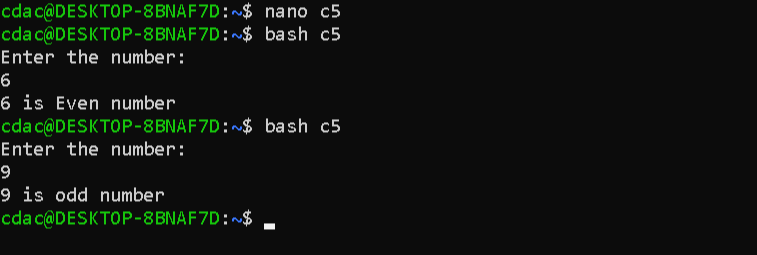 cdac@DESKTOP-8BNAF7D:~$ nano c5
cdac@DESKTOP-8BNAF7D:~$ bash c5
Enter the number:
6
6 is Even number
cdac@DESKTOP-8BNAF7D:~$ bash c5
Enter the number:
9
9 is odd number
cdac@DESKTOP-8BNAF7D:~$